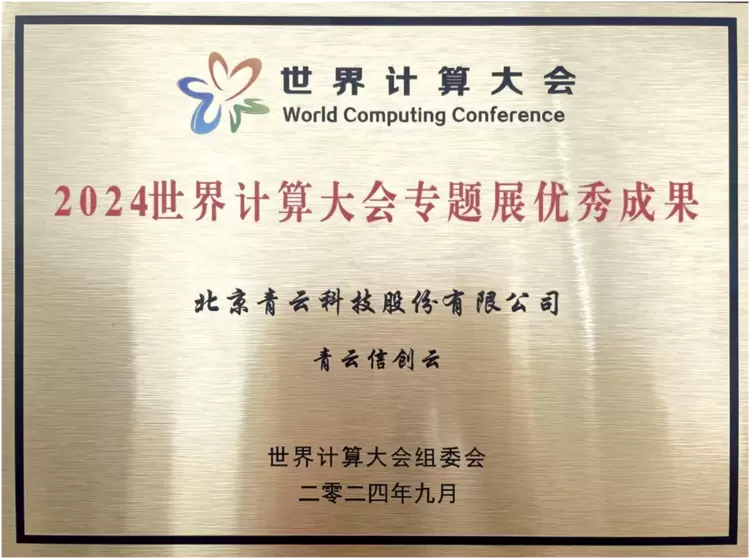 世界计算大会
World Computing Conference
2024世界计算大会专题展优秀成果
北京青云科技股份有限公司
青云信创云
世界计算大会组委会
二零二四年九月